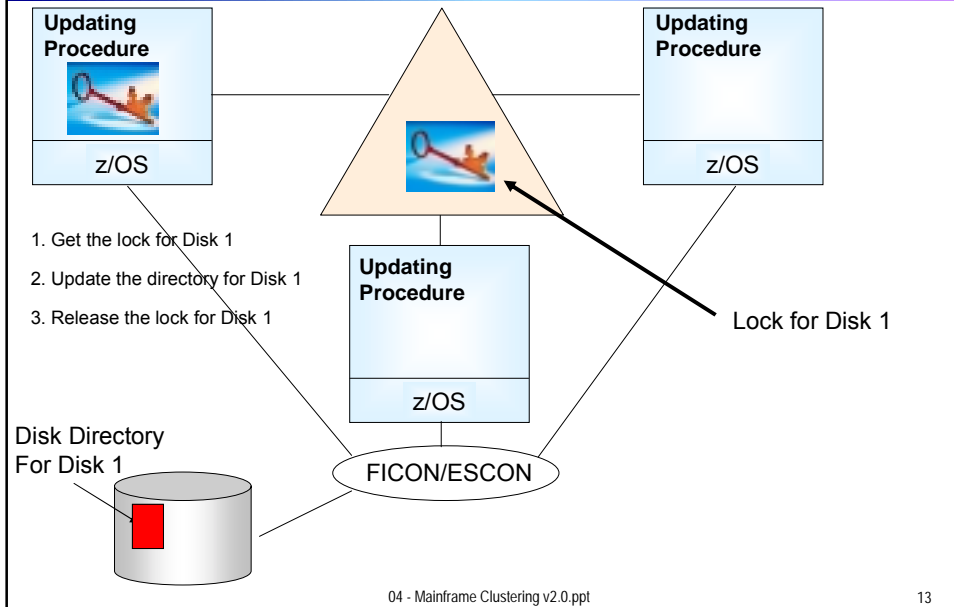 Updating
Procedure
z/OS
Updating
Procedure
z/OS
1. Get the lock for Disk 1
2. Update the directory for Disk 1
3. Release the lock for Disk 1
Updating
Procedure
z/OS
Lock for Disk 1
Disk Directory
For Disk 1
FICON/ESCON
04 - Mainframe Clustering v2.0.ppt
13